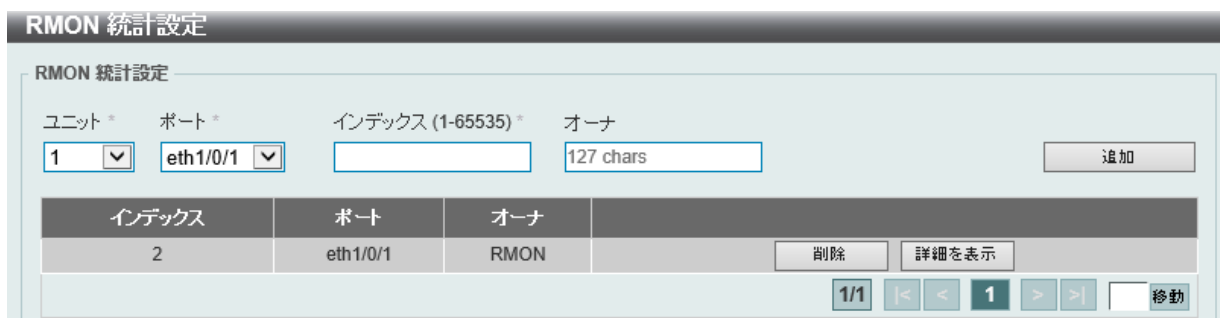 RMON 統計設定
RMON 統計設定
ユニット * ポート * インデックス (1-65535) * オーナ
1 eth1/0/1 127 chars 追加
インデックス ポート オーナ
2 eth1/0/1 RMON 削除 詳細を表示
1/1 |< < 1 > >| 移動